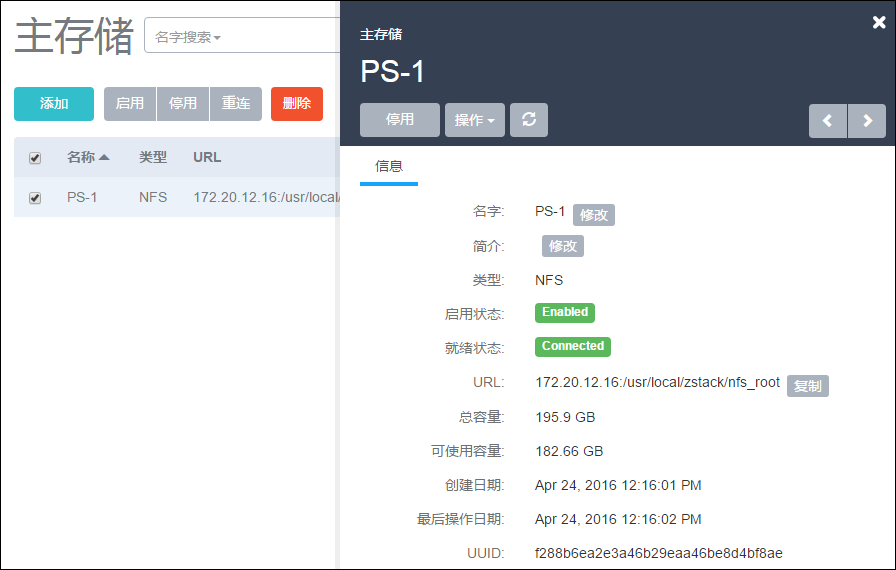 主存储
名字搜索
添加
启用
停用
重连
删除
名称
类型
URL
PS-1
NFS
172.20.12.16:/usr/local/
主存储
PS-1
停用
操作
信息
名字: PS-1 修改
简介: 修改
类型: NFS
启用状态: Enabled
就绪状态: Connected
URL: 172.20.12.16:/usr/local/zstack/nfs_root 复制
总容量: 195.9 GB
可使用容量: 182.66 GB
创建日期: Apr 24, 2016 12:16:01 PM
最后操作日期: Apr 24, 2016 12:16:02 PM
UUID: f288b6ea2e3a46b29eaa46be8d4bf8ae